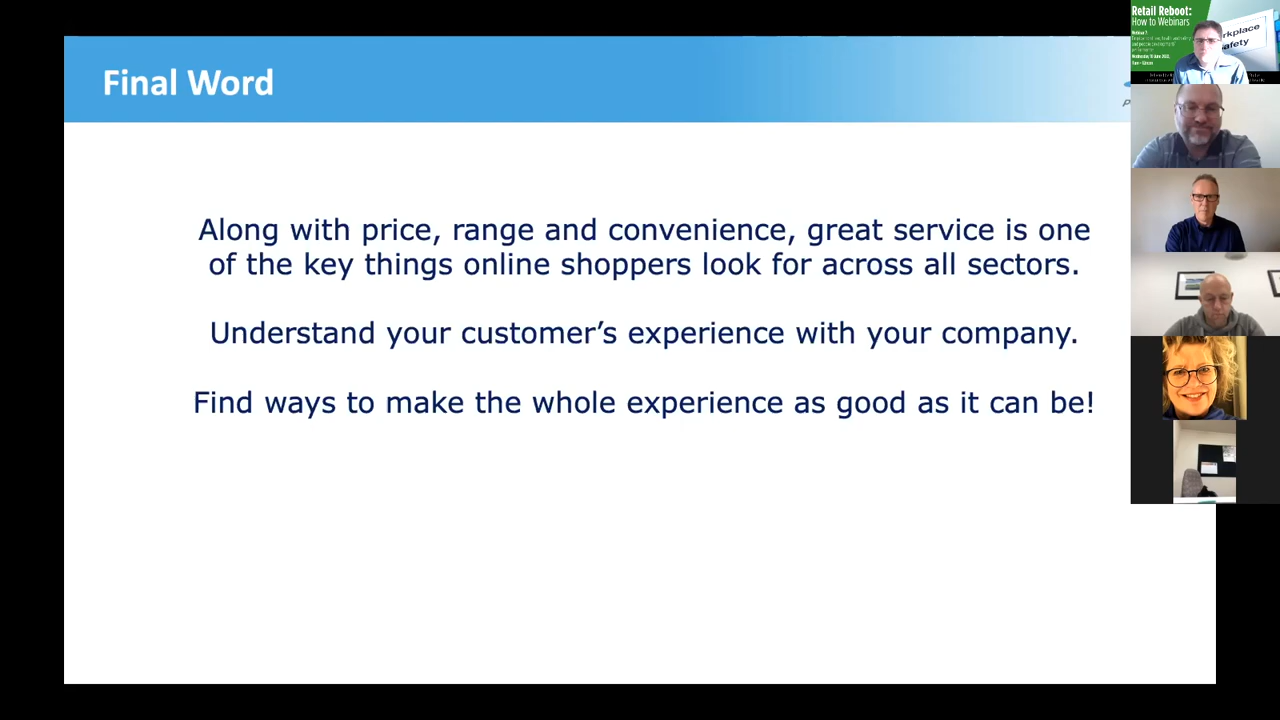 Final Word
Along with price, range and convenience, great service is one
of the key things online shoppers look for across all sectors.
Understand your customer’s experience with your company.
Find ways to make the whole experience as good as it can be!
Retail Reboot:
How to Webinars